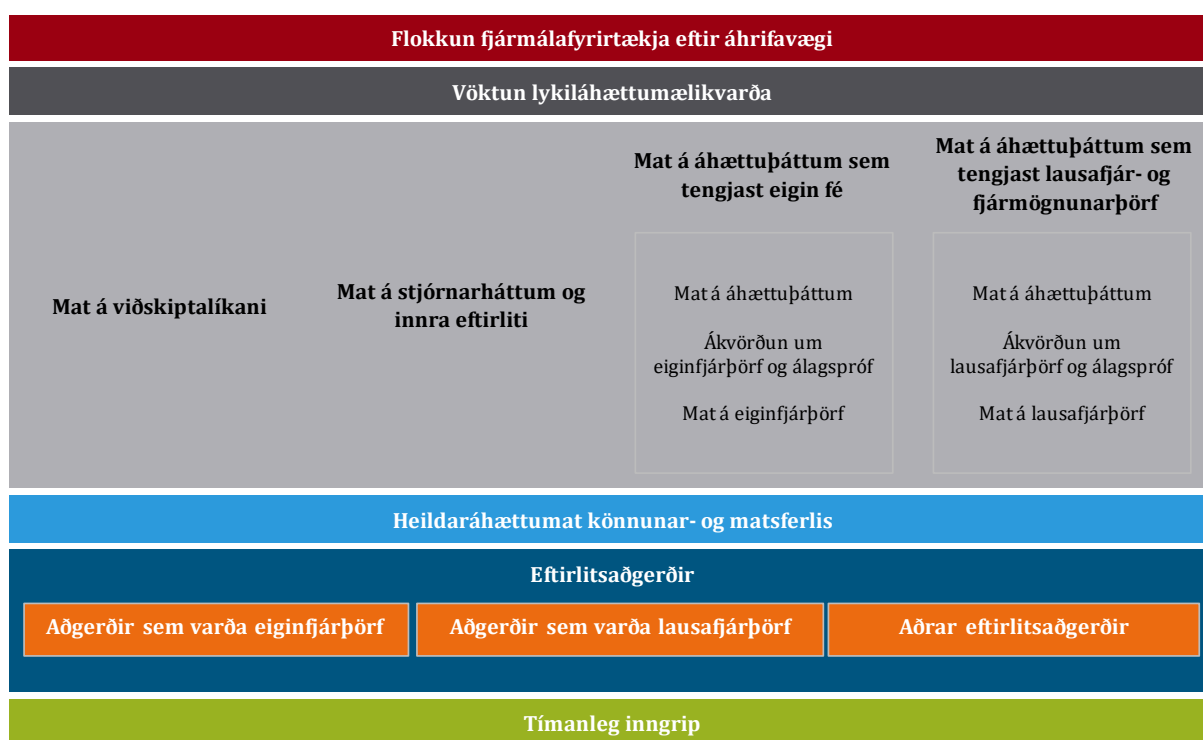 Flokkun fjármálafyrirtækja eftir áhrifavægi
Vöktun lykiláhættumælikvarða
Mat á viðskiptalíkani
Mat á stjórnarháttum og
innra eftirliti
Mat á áhættuþáttum sem
tengjast eigin fé
Mat á áhættuþáttum
Ákvörðun um
eiginfjárþörf og álagspróf
Mat á eiginfjárþörf
Mat á áhættuþáttum sem
tengjast lausafjár- og
fjármögnunarþörf
Mat á áhættuþáttum
Ákvörðun um
lausafjárþörf og álagspróf
Mat á lausafjárþörf
Heildaráhættumat könnunar- og matsferlis
Eftirlitsaðgerðir
Aðgerðir sem varða eiginfjárþörf
Aðgerðir sem varða lausafjárþörf
Aðrar eftirlitsaðgerðir
Tímanleg inngrip